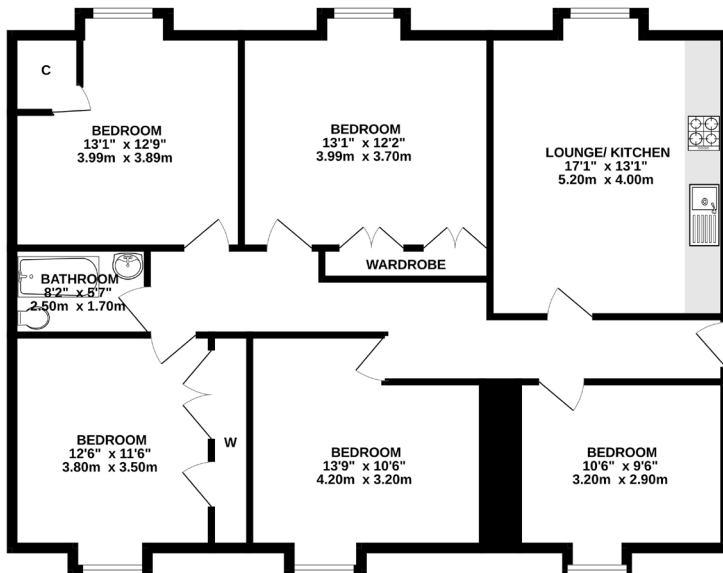 C
BEDROOM
13'1" x 12'9"
3.99m x 3.89m
BEDROOM
13'1" x 12'2"
3.99m x 3.70m
LOUNGE/ KITCHEN
17'1" x 13'1"
5.20m x 4.00m
WARDROBE
BATHROOM
8'2" x 5'7"
2.50m x 1.70m
BEDROOM
12'6" x 11'6"
3.80m x 3.50m
W
BEDROOM
13'9" x 10'6"
4.20m x 3.20m
BEDROOM
10'6" x 9'6"
3.20m x 2.90m